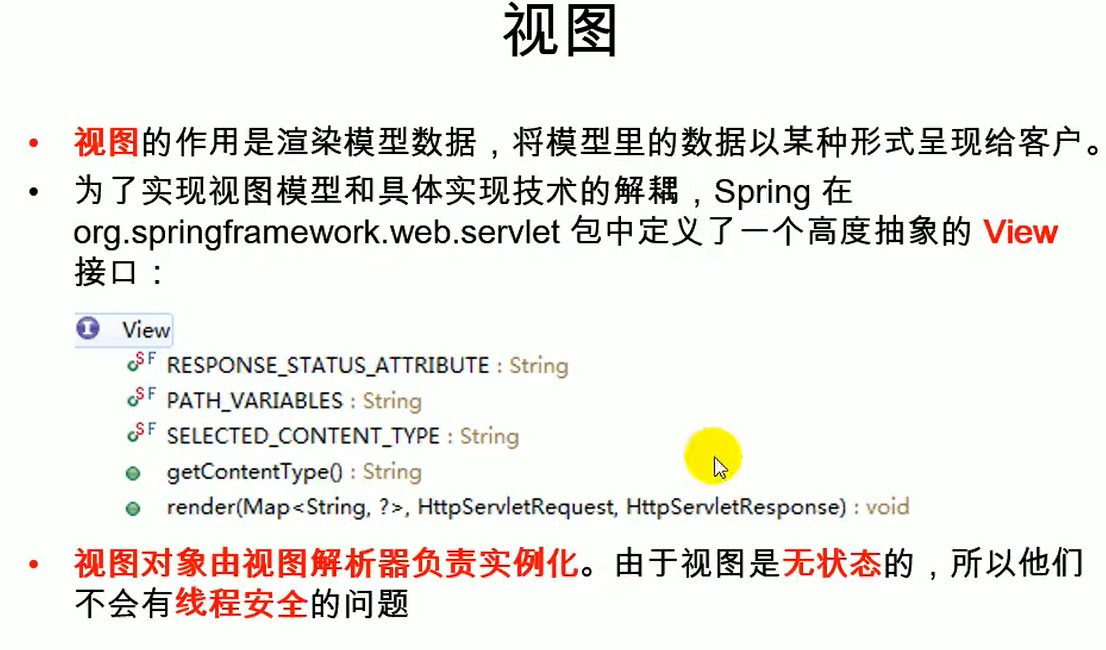 视图
• 视图的作用是渲染模型数据，将模型里的数据以某种形式呈现给客户。
• 为了实现视图模型和具体实现技术的解耦，Spring 在
org.springframework.web.servlet 包中定义了一个高度抽象的 View
接口：
I View
SF RESPONSE_STATUS_ATTRIBUTE : String
SF PATH_VARIABLES : String
SF SELECTED_CONTENT_TYPE : String
getContentType() : String
render(Map<String, ?>, HttpServletRequest, HttpServletResponse) : void
• 视图对象由视图解析器负责实例化。由于视图是无状态的，所以他们
不会有线程安全的问题